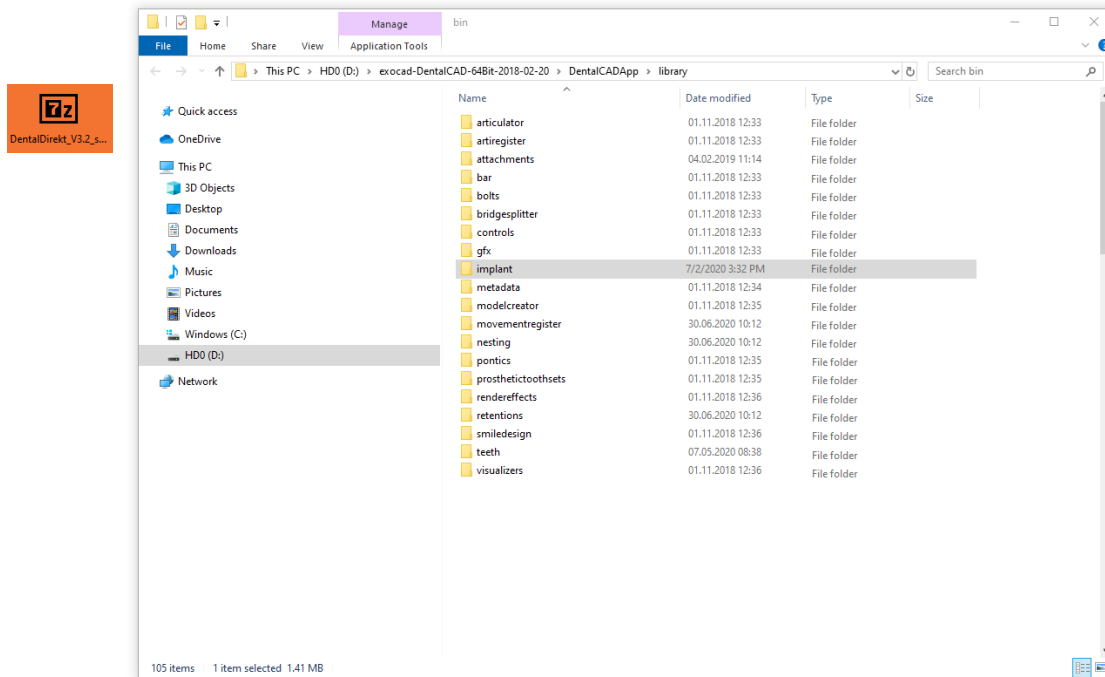 Manage
bin
File
Home
Share
View
Application Tools
This PC > HD0 (D:) > exocad-DentalCAD-64Bit-2018-02-20 > DentalCADApp > library
Search bin
7z
DentalDirekt_V3.2_s...
Quick access
OneDrive
This PC
3D Objects
Desktop
Documents
Downloads
Music
Pictures
Videos
Windows (C:)
HD0 (D:)
Network
Name Date modified Type Size
articulator 01.11.2018 12:33 File folder
artiregister 01.11.2018 12:33 File folder
attachments 04.02.2019 11:14 File folder
bar 01.11.2018 12:33 File folder
bolts 01.11.2018 12:33 File folder
bridgesplitter 01.11.2018 12:33 File folder
controls 01.11.2018 12:33 File folder
gfx 01.11.2018 12:33 File folder
implant 7/2/2020 3:32 PM File folder
metadata 01.11.2018 12:34 File folder
modelcreator 01.11.2018 12:35 File folder
movementregister 30.06.2020 10:12 File folder
nesting 30.06.2020 10:12 File folder
pontics 01.11.2018 12:35 File folder
prosthetictoothsets 01.11.2018 12:35 File folder
rendereffects 01.11.2018 12:36 File folder
retentions 30.06.2020 10:12 File folder
smiledesign 01.11.2018 12:36 File folder
teeth 07.05.2020 08:38 File folder
visualizers 01.11.2018 12:36 File folder
105 items 1 item selected 1.41 MB